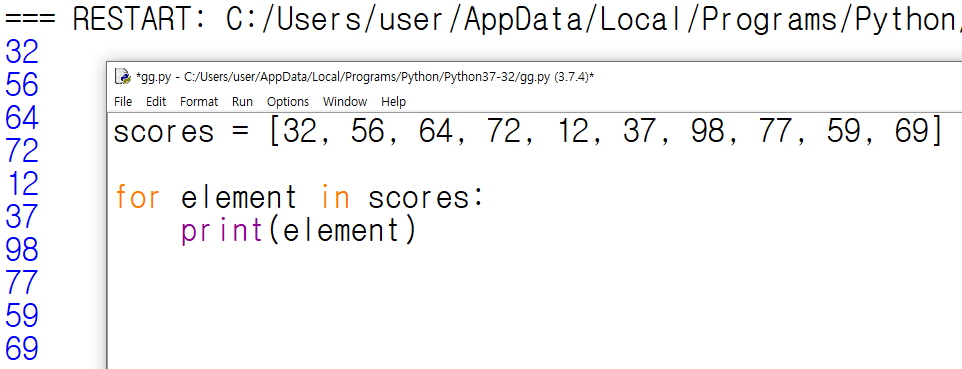 === RESTART: C:/Users/user/AppData/Local/Programs/Python/
32
56
64
72
12
37
98
77
59
69
*gg.py - C:/Users/user/AppData/Local/Programs/Python/Python37-32/gg.py (3.7.4)*
File Edit Format Run Options Window Help
scores = [32, 56, 64, 72, 12, 37, 98, 77, 59, 69]
for element in scores:
    print(element)